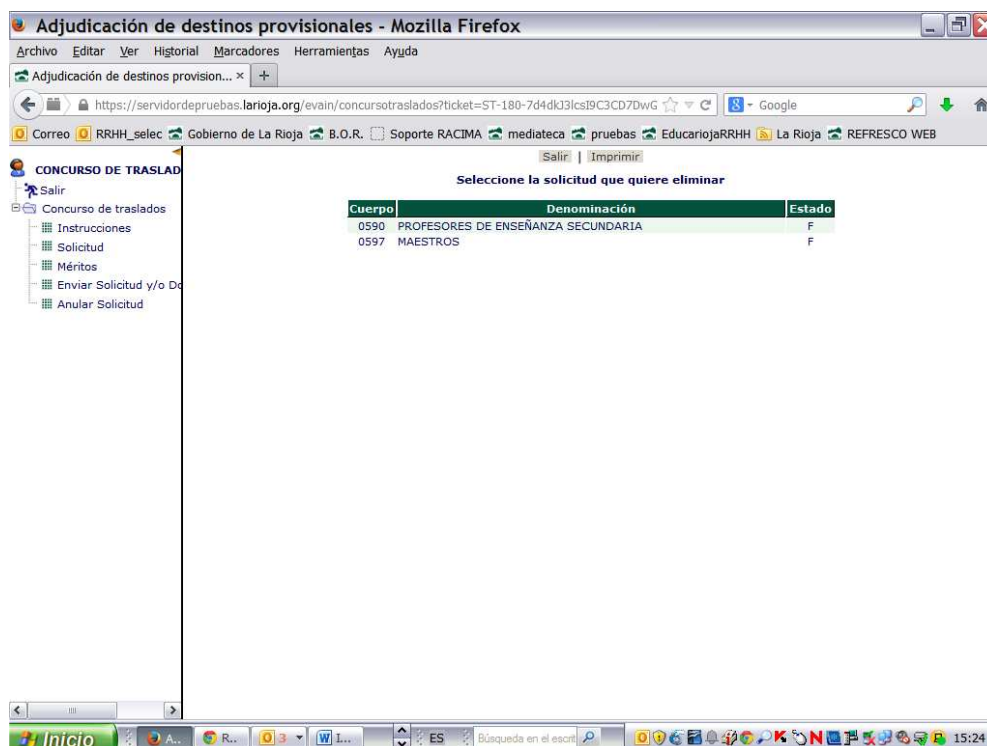 Adjudicación de destinos provisionales - Mozilla Firefox
Archivo Editar Ver Historial Marcadores Herramientas Ayuda
Adjudicación de destinos provision... × +
https://servidordepruebas.larioja.org/evain/concursotraslados?ticket=ST-180-7d4dkJ3lcsI9C3CD7DwG 8 Google
Correo RRHH_selec Gobierno de La Rioja B.O.R. Soporte RACIMA mediateca pruebas EducariojaRRHH La Rioja REFRESCO WEB
Salir | Imprimir
CONCURSO DE TRASLAD
Seleccione la solicitud que quiere eliminar
Salir
Concurso de traslados
Instrucciones
Solicitud
Méritos
Enviar Solicitud y/o Do
Anular Solicitud
Cuerpo Denominación Estado
0590 PROFESORES DE ENSEÑANZA SECUNDARIA F
0597 MAESTROS F
Inicio A.. R.. 3 I... ES Búsqueda en el escrit 15:24